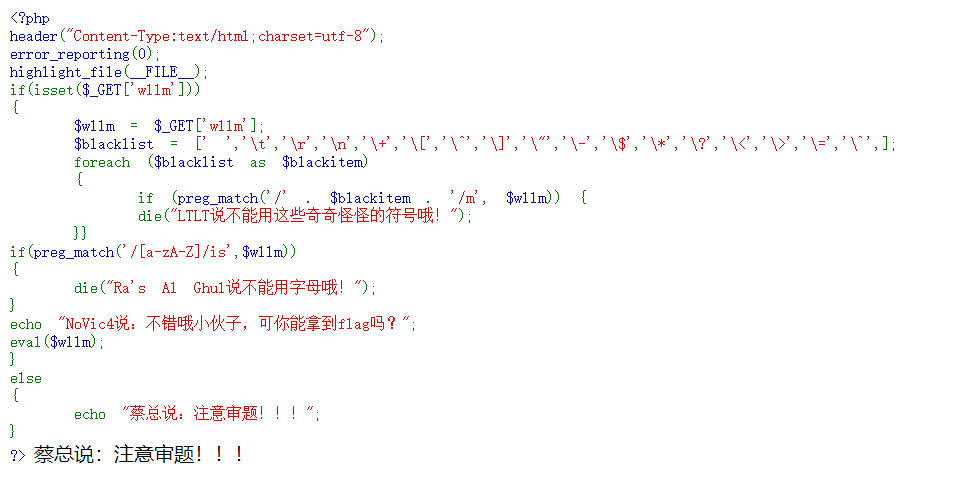 <?php
header("Content-Type:text/html;charset=utf-8");
error_reporting(0);
highlight_file(__FILE__);
if(isset($_GET['wllm']))
{
        $wllm = $_GET['wllm'];
        $blacklist = [' ','\t','\r','\n','\+','\[','\^','\]','\"','\-','\$','\*','\?','\<','\>','\=','\`',];
        foreach ($blacklist as $blackitem)
        {
                if (preg_match('/' . $blackitem . '/m', $wllm)) {
                die("LTLT说不能用这些奇奇怪怪的符号哦！");
        }}
if(preg_match('/[a-zA-Z]/is',$wllm))
{
        die("Ra's Al Ghul说不能用字母哦！");
}
echo "NoVic4说：不错哦小伙子，可你能拿到flag吗？";
eval($wllm);
}
else
{
        echo "蔡总说：注意审题！！！";
}
?> 蔡总说：注意审题！！！